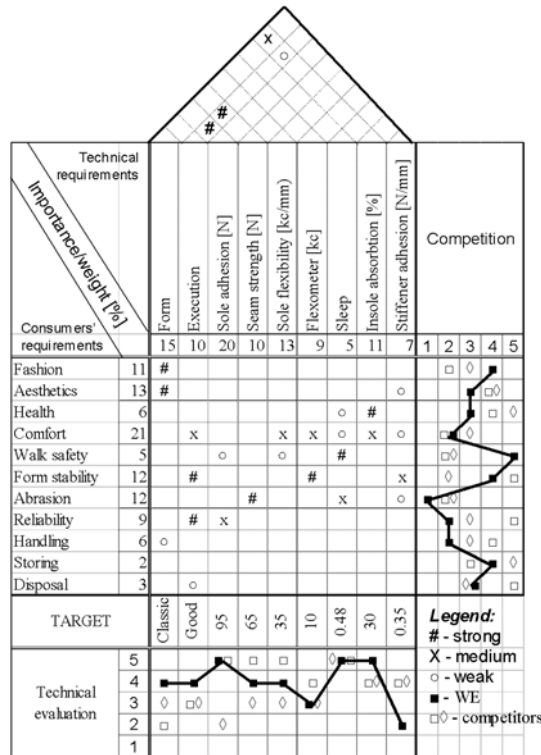 x
○
#
#
Technical
requirements
Importance/weight [%]
Consumers'
requirements
Form
Execution
Sole adhesion [N]
Seam strength [N]
Sole flexibility [kc/mm)
Flexometer [kc]
Sleep
Insole absorbtion [%]
Stiffener adhesion [N/mm]
Competition
15 10 20 10 13 9 5 11 7 1 2 3 4 5
Fashion 11 #
Aesthetics 13 # ○
Health 6 ○ #
Comfort 21 x x x ○ x ○
Walk safety 5 ○ ○ #
Form stability 12 # # x
Abrasion 12 # x ○
Reliability 9 # x
Handling 6 ○
Storing 2
Disposal 3 ○
TARGET Classic Good 95 65 35 10 0.48 30 0.35
Technical
evaluation
5
4
3
2
1
Legend:
# - strong
X - medium
○ - weak
■ - WE
□◊ - competitors